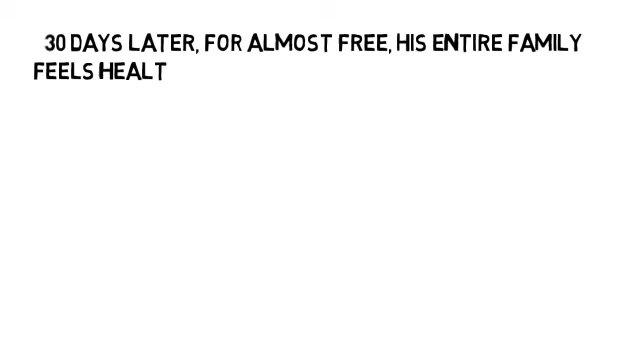 30 DAYS LATER, FOR ALMOST FREE, HIS ENTIRE FAMILY
FEELS HEALT